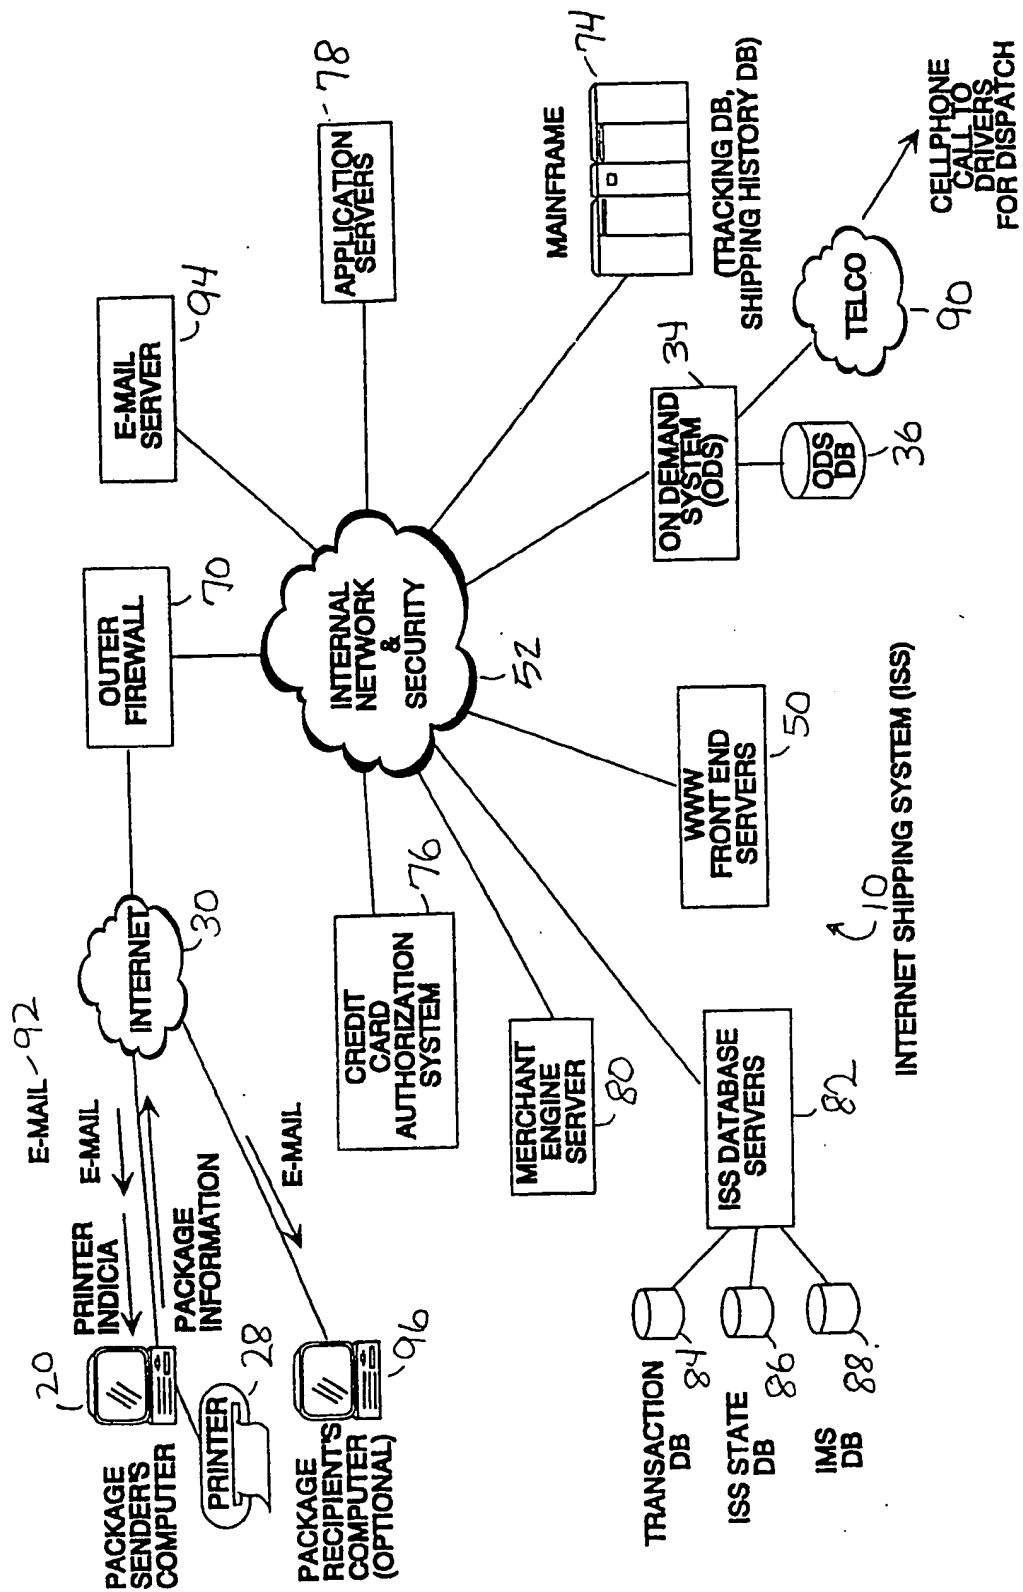 E-MAIL 92
E-MAIL
PRINTER
INDICIA
PACKAGE
INFORMATION
20
PACKAGE
SENDER'S
COMPUTER
PRINTER
28
PACKAGE
RECIPIENT'S
COMPUTER
(OPTIONAL)
96
E-MAIL
INTERNET
30
OUTER
FIREWALL
70
E-MAIL
SERVER
94
APPLICATION
SERVERS
78
INTERNAL
NETWORK
&
SECURITY
52
CREDIT
CARD
AUTHORIZATION
SYSTEM
76
MERCHANT
ENGINE
SERVER
80
ISS DATABASE
SERVERS
82
TRANSACTION
DB
84
ISS STATE
DB
86
IMS
DB
88
WWW
FRONT END
SERVERS
50
MAINFRAME
74
(TRACKING DB,
SHIPPING HISTORY DB)
ON DEMAND
SYSTEM
(ODS)
34
ODS
DB
36
TELCO
90
CELLPHONE
CALL TO
DRIVERS
FOR DISPATCH
10
INTERNET SHIPPING SYSTEM (ISS)